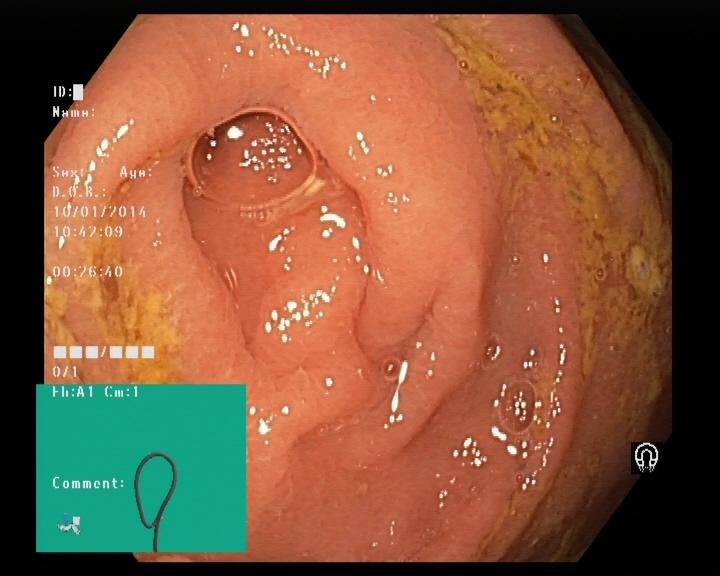 ID:
Name:
Sex: Age:
D.O.B.:
10/01/2014
10:42:09
00:26:40
■■■/■■■
0/1
Eh:A1 Cm:1
Comment: